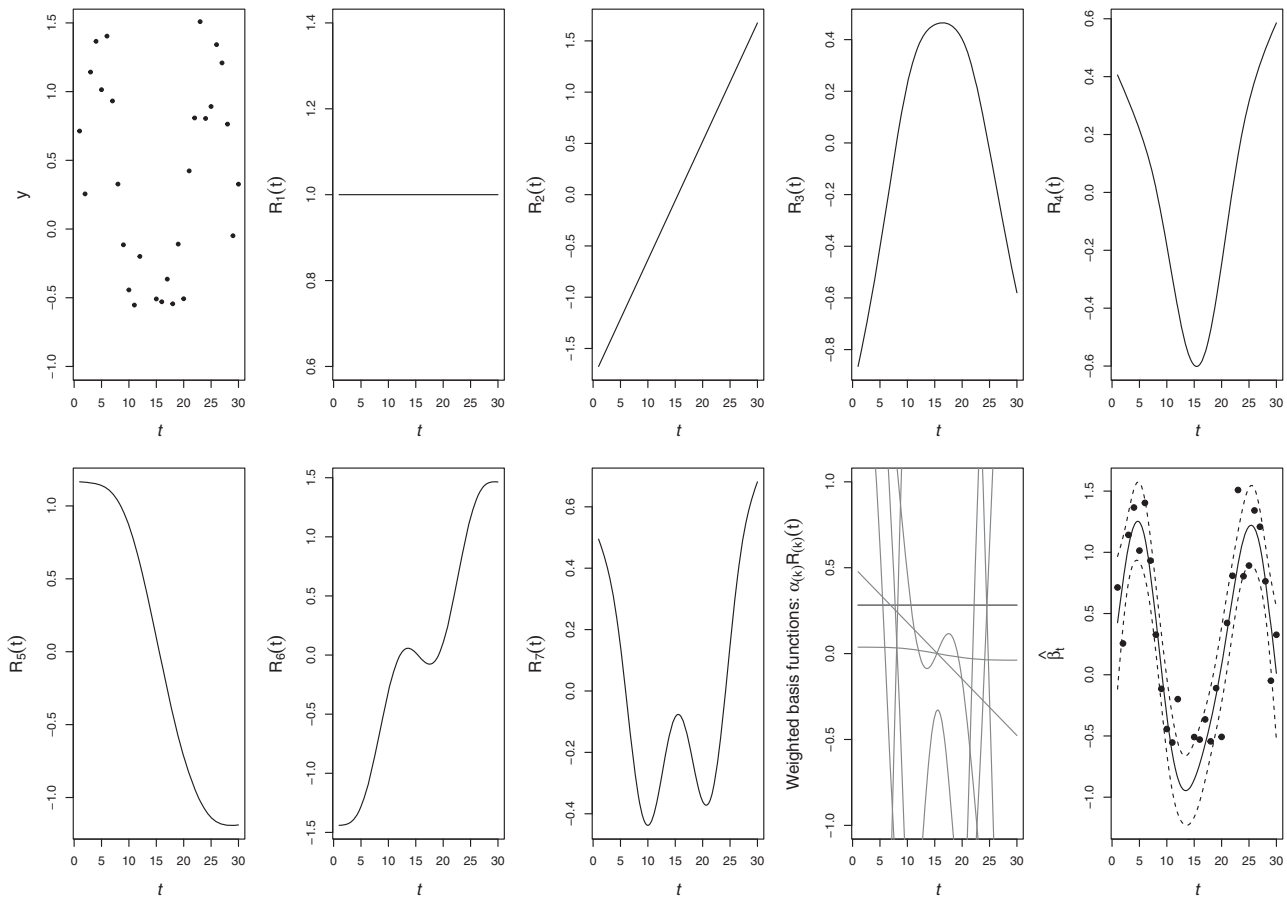 y
−1.0 −0.5 0.0 0.5 1.0 1.5
0 5 10 15 20 25 30
t
R1(t)
0.6 0.8 1.0 1.2 1.4
0 5 10 15 20 25 30
t
R2(t)
−1.5 −1.0 −0.5 0.0 0.5 1.0 1.5
0 5 10 15 20 25 30
t
R3(t)
−0.8 −0.6 −0.4 −0.2 0.0 0.2 0.4
0 5 10 15 20 25 30
t
R4(t)
−0.6 −0.4 −0.2 0.0 0.2 0.4 0.6
0 5 10 15 20 25 30
t
R5(t)
−1.0 −0.5 0.0 0.5 1.0
0 5 10 15 20 25 30
t
R6(t)
−1.5 −1.0 −0.5 0.0 0.5 1.0 1.5
0 5 10 15 20 25 30
t
R7(t)
−0.4 −0.2 0.0 0.2 0.4 0.6
0 5 10 15 20 25 30
t
Weighted basis functions: α(k)R(k)(t)
−1.0 −0.5 0.0 0.5 1.0
0 5 10 15 20 25 30
t
β̂t
−1.0 −0.5 0.0 0.5 1.0 1.5
0 5 10 15 20 25 30
t